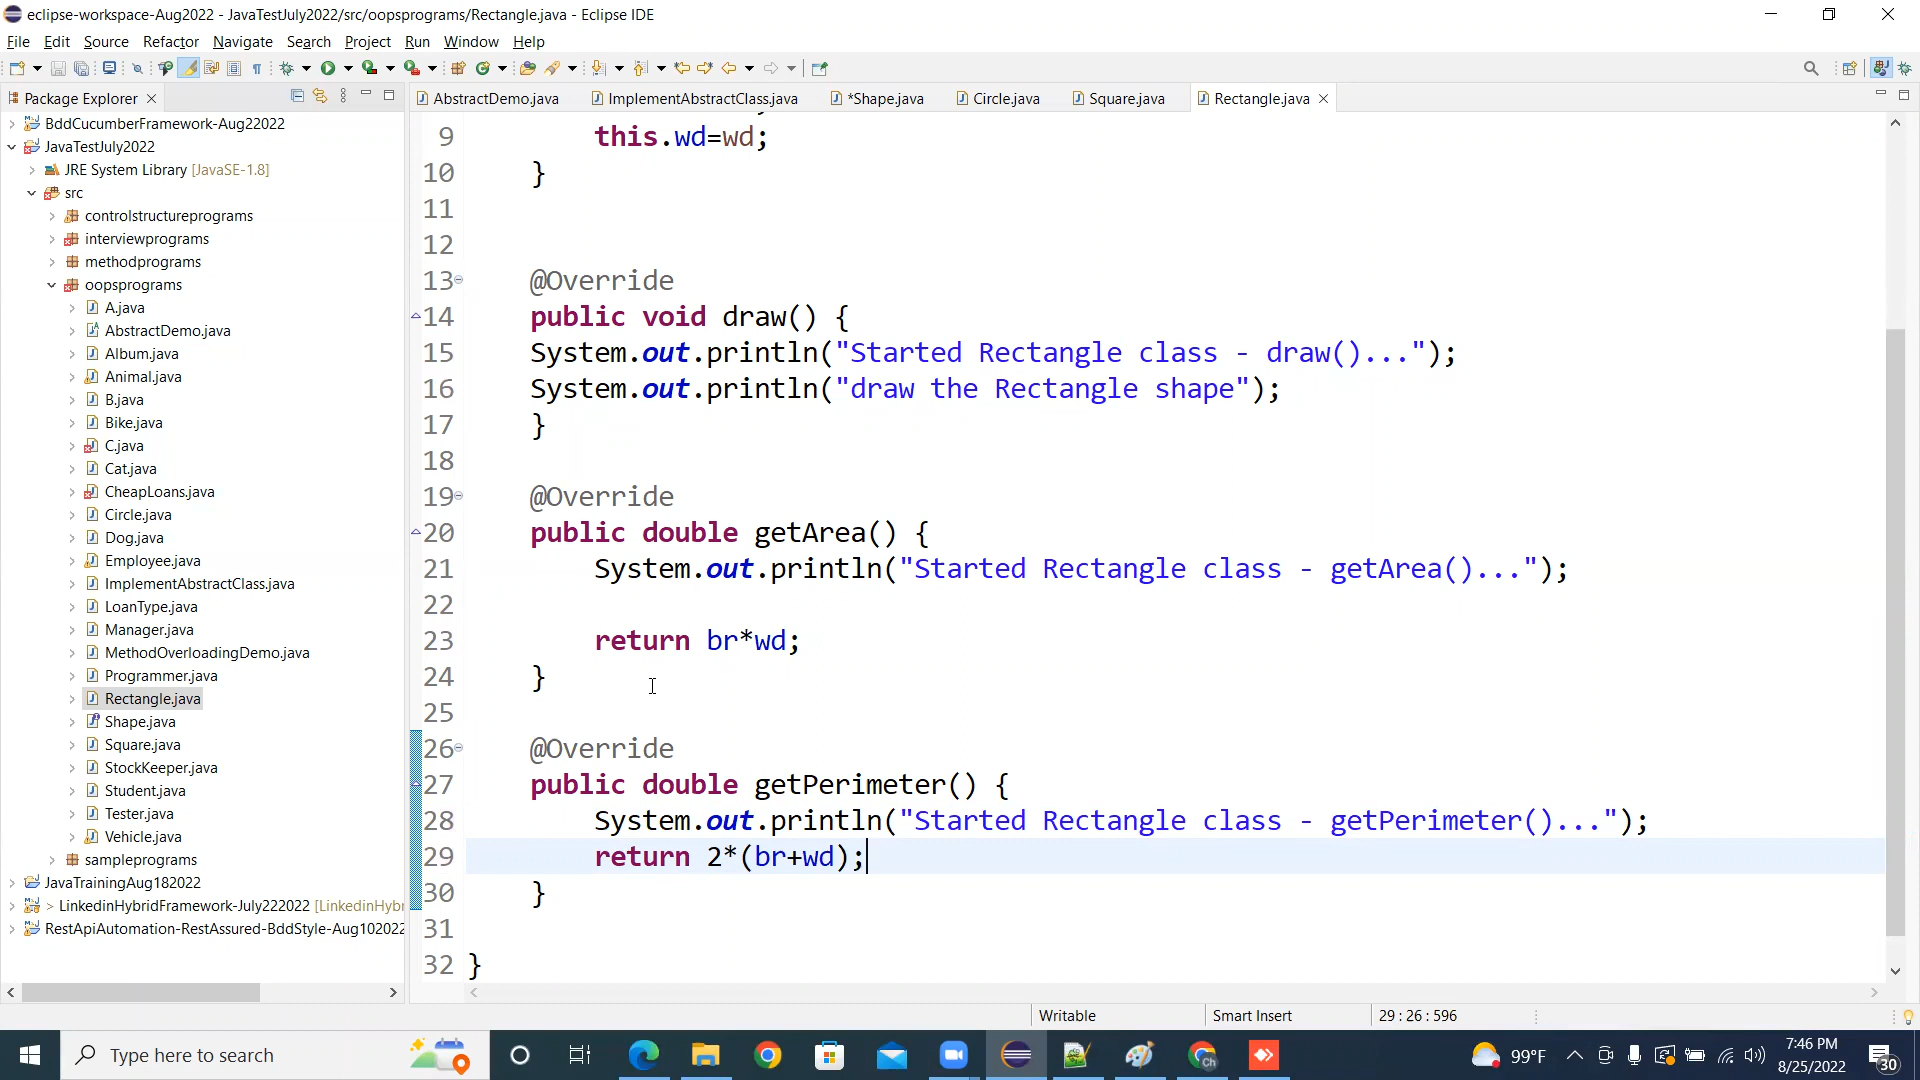 eclipse-workspace-Aug2022 - JavaTestJuly2022/src/oopsprograms/Rectangle.java - Eclipse IDE
File Edit Source Refactor Navigate Search Project Run Window Help
Package Explorer
BddCucumberFramework-Aug22022
JavaTestJuly2022
JRE System Library [JavaSE-1.8]
src
controlstructureprograms
interviewprograms
methodprograms
oopsprograms
A.java
AbstractDemo.java
Album.java
Animal.java
B.java
Bike.java
C.java
Cat.java
CheapLoans.java
Circle.java
Dog.java
Employee.java
ImplementAbstractClass.java
LoanType.java
Manager.java
MethodOverloadingDemo.java
Programmer.java
Rectangle.java
Shape.java
Square.java
StockKeeper.java
Student.java
Tester.java
Vehicle.java
sampleprograms
JavaTrainingAug182022
> LinkedinHybridFramework-July222022 [LinkedinHybr
RestApiAutomation-RestAssured-BddStyle-Aug102022
AbstractDemo.java ImplementAbstractClass.java *Shape.java Circle.java Square.java Rectangle.java
9 this.wd=wd;
10 }
11
12
13 @Override
14 public void draw() {
15 System.out.println("Started Rectangle class - draw()...");
16 System.out.println("draw the Rectangle shape");
17 }
18
19 @Override
20 public double getArea() {
21 System.out.println("Started Rectangle class - getArea()...");
22
23 return br*wd;
24 }
25
26 @Override
27 public double getPerimeter() {
28 System.out.println("Started Rectangle class - getPerimeter()...");
29 return 2*(br+wd);
30 }
31
32 }
Writable Smart Insert 29 : 26 : 596
Type here to search
99°F
7:46 PM
8/25/2022
30